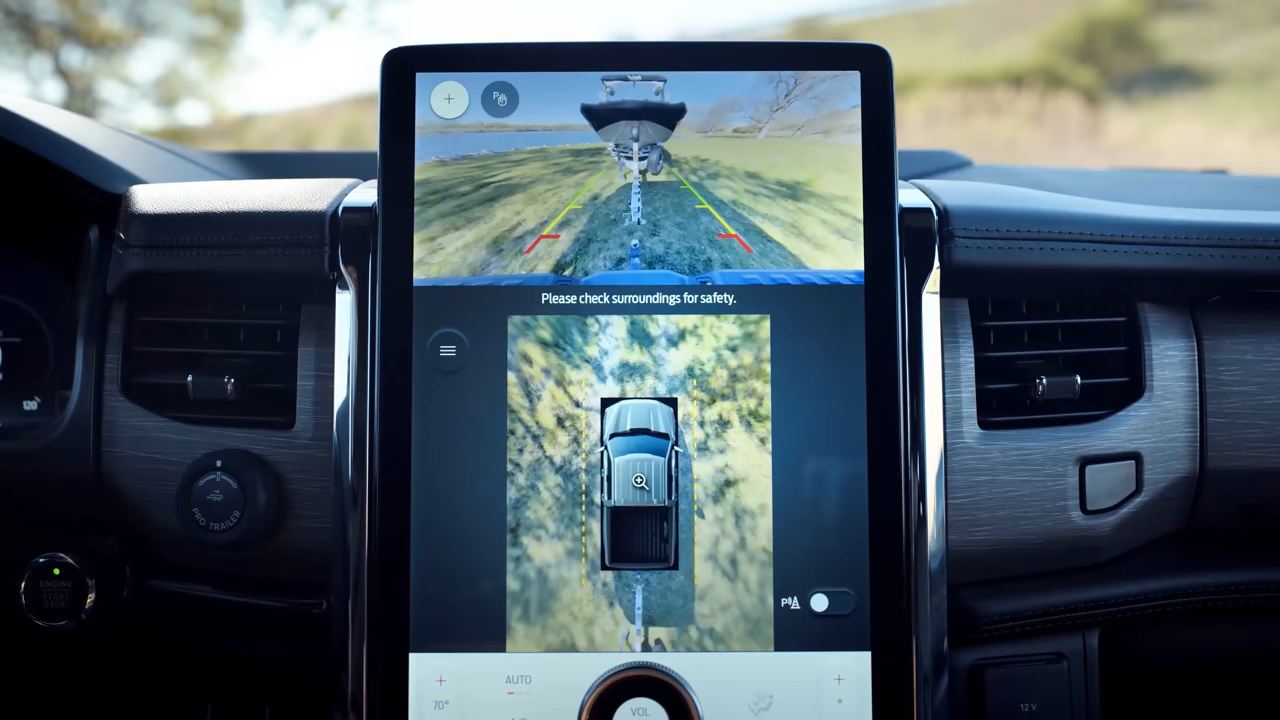 P
Please check surroundings for safety.
120
PRO TRAILER
ENGINE
START
STOP
P
AUTO
70°
VOL
12V